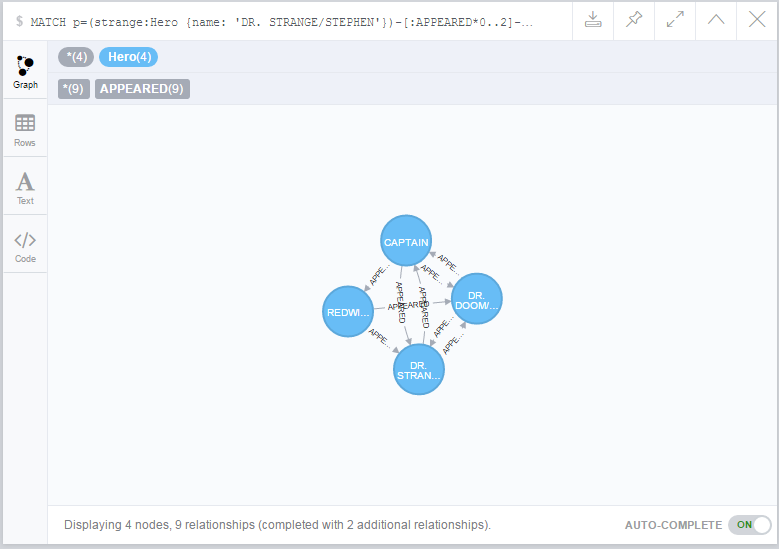 $ MATCH p=(strange:Hero {name: 'DR. STRANGE/STEPHEN'})-[:APPEARED*0..2]-…
*(4) Hero(4)
*(9) APPEARED(9)
Graph
Rows
Text
Code
CAPTAIN
APPE…
APPE…
APPE…
DR.
DOOM/…
REDWI…
APPEARED
APPEARED
APPEARED
APPE…
APPE…
APPE…
DR.
STRAN…
Displaying 4 nodes, 9 relationships (completed with 2 additional relationships).
AUTO-COMPLETE ON